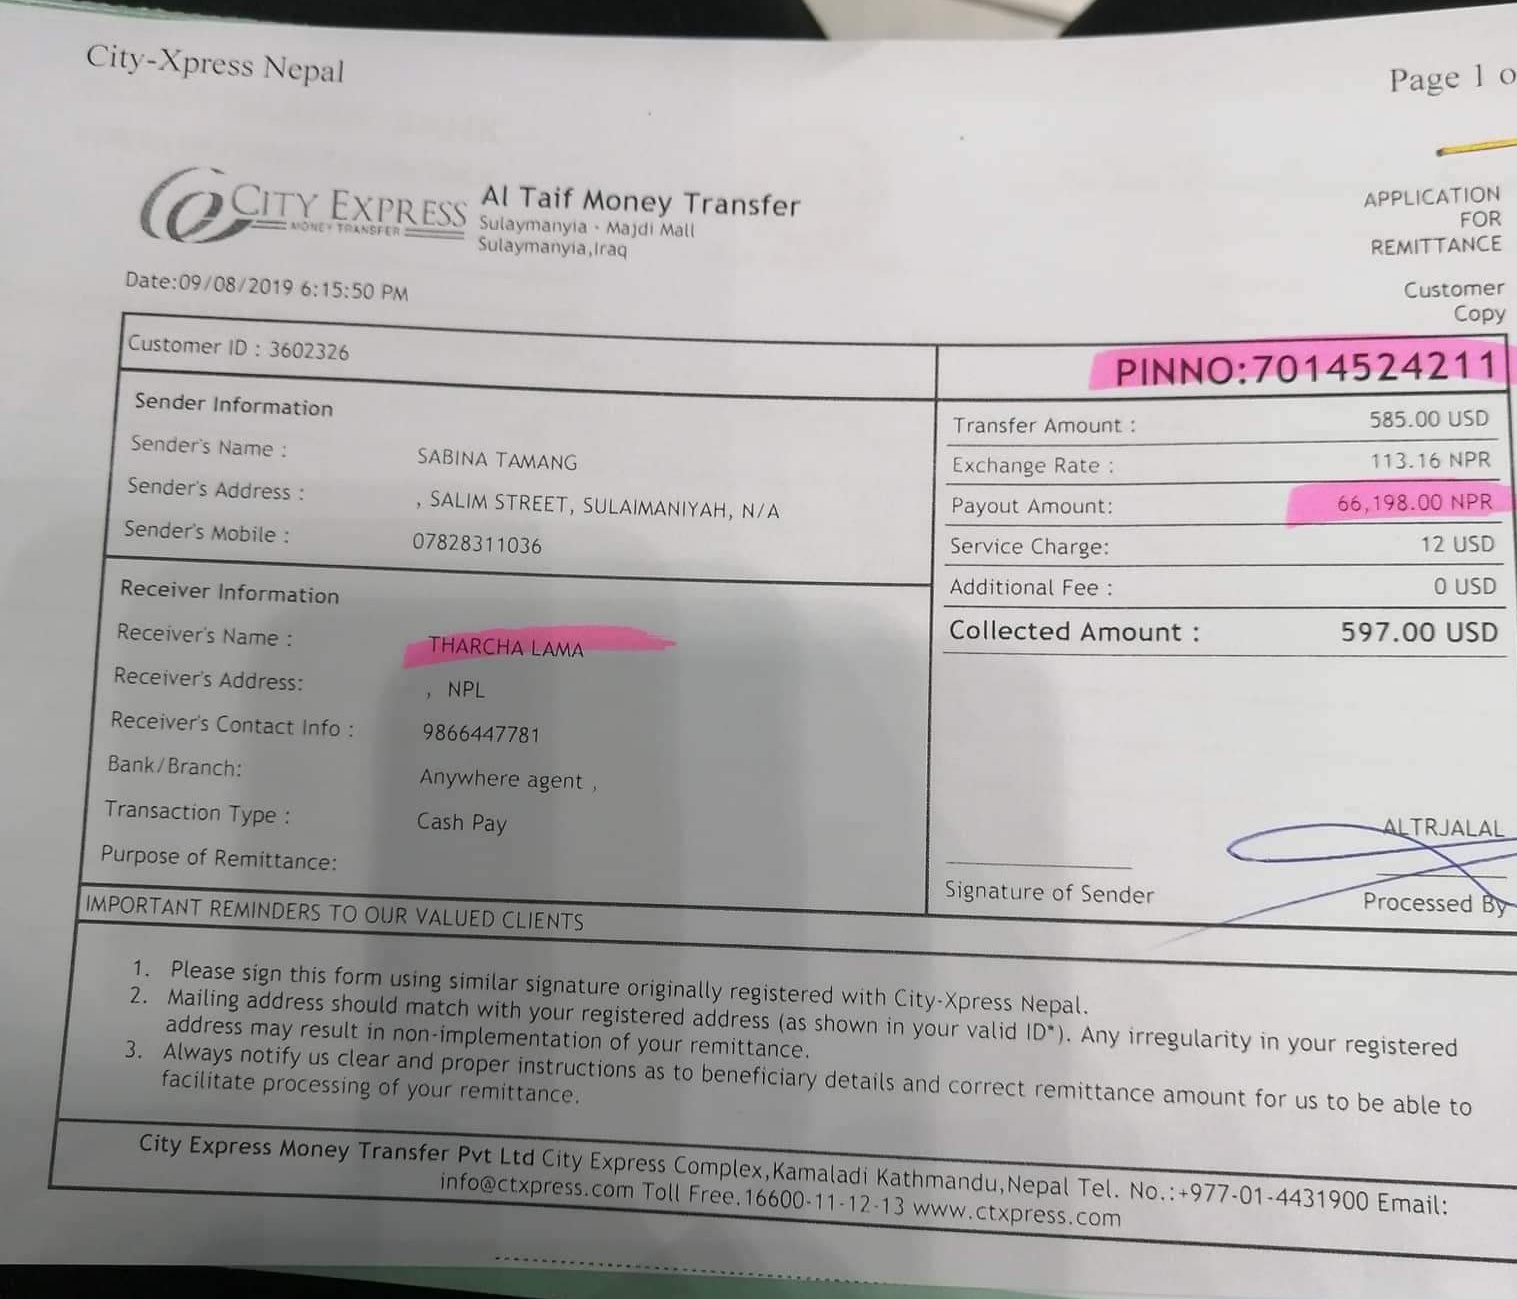 City-Xpress Nepal
Page 1 o
CITY EXPRESS
MONEY TRANSFER
Al Taif Money Transfer
Sulaymanyia - Majdi Mall
Sulaymanyia,Iraq
APPLICATION
FOR
REMITTANCE
Customer
Copy
Date:09/08/2019 6:15:50 PM
Customer ID : 3602326
PINNO:7014524211
Sender Information
Sender's Name : SABINA TAMANG
Sender's Address : , SALIM STREET, SULAIMANIYAH, N/A
Sender's Mobile : 07828311036
Transfer Amount : 585.00 USD
Exchange Rate : 113.16 NPR
Payout Amount: 66,198.00 NPR
Service Charge: 12 USD
Additional Fee : 0 USD
Collected Amount : 597.00 USD
Receiver Information
Receiver's Name : THARCHA LAMA
Receiver's Address: , NPL
Receiver's Contact Info : 9866447781
Bank/Branch: Anywhere agent ,
Transaction Type : Cash Pay
Purpose of Remittance:
ALTRJALAL
Signature of Sender
Processed By
IMPORTANT REMINDERS TO OUR VALUED CLIENTS
1. Please sign this form using similar signature originally registered with City-Xpress Nepal.
2. Mailing address should match with your registered address (as shown in your valid ID*). Any irregularity in your registered
address may result in non-implementation of your remittance.
3. Always notify us clear and proper instructions as to beneficiary details and correct remittance amount for us to be able to
facilitate processing of your remittance.
City Express Money Transfer Pvt Ltd City Express Complex,Kamaladi Kathmandu,Nepal Tel. No.:+977-01-4431900 Email:
info@ctxpress.com Toll Free.16600-11-12-13 www.ctxpress.com